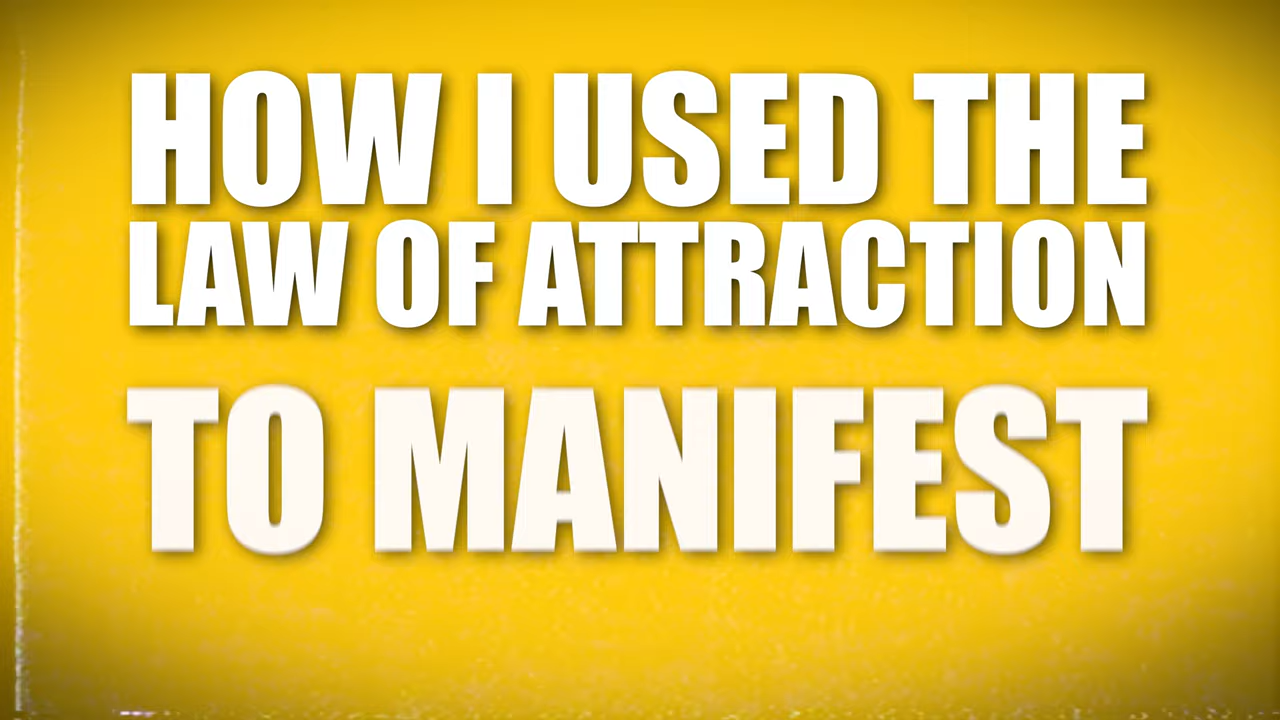 HOW I USED THE
LAW OF ATTRACTION
TO MANIFEST